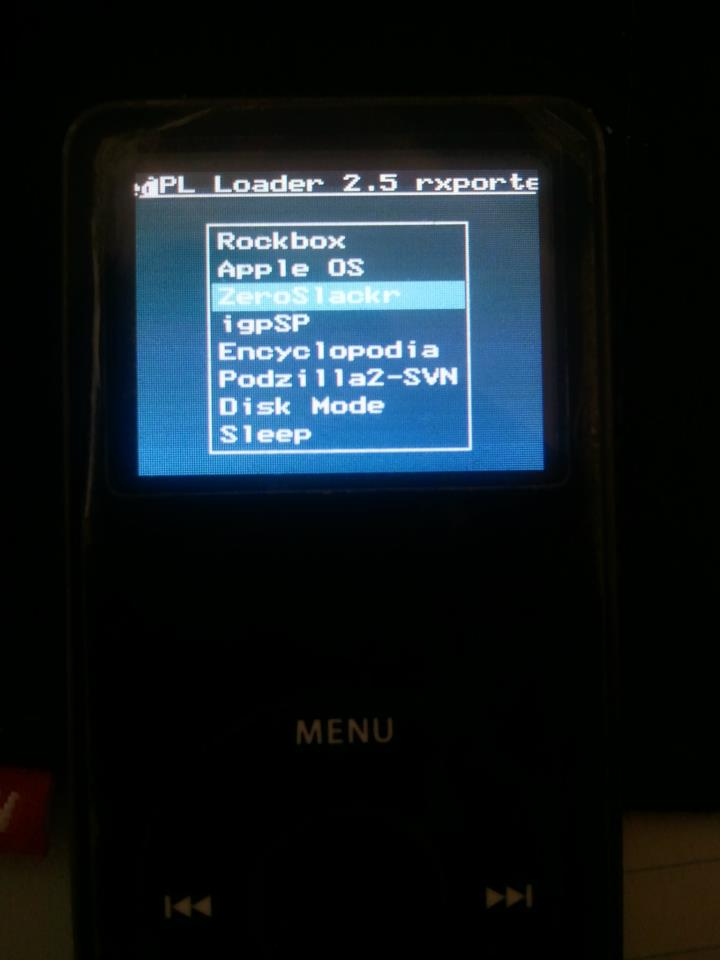 iPL Loader 2.5 rxporte
Rockbox
Apple OS
ZeroSlackr
igpSP
Encyclopodia
Podzilla2-SVN
Disk Mode
Sleep
MENU